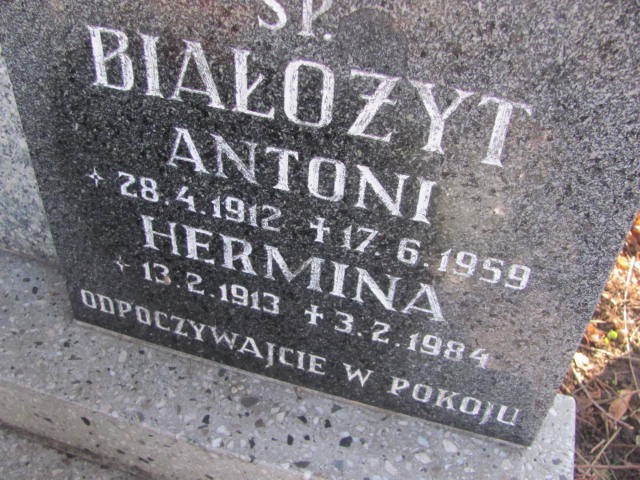 ŚP.
BIAŁOŻYT
ANTONI
+ 28.4.1912 ✝ 17.6.1959
HERMINA
+ 13.2.1913 ✝ 3.2.1984
ODPOCZYWAJCIE W POKOJU